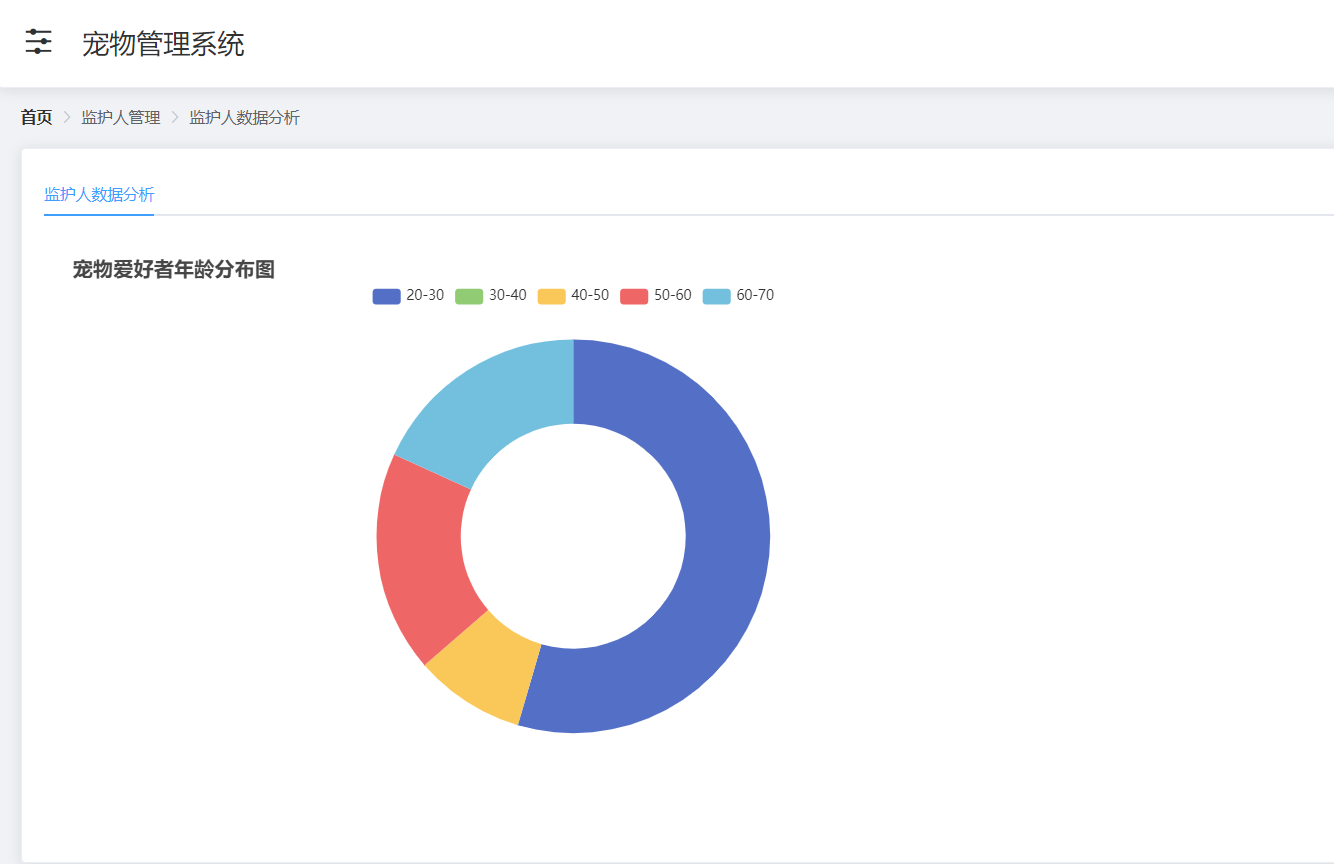 宠物管理系统
首页 监护人管理 监护人数据分析
监护人数据分析
宠物爱好者年龄分布图
20-30 30-40 40-50 50-60 60-70